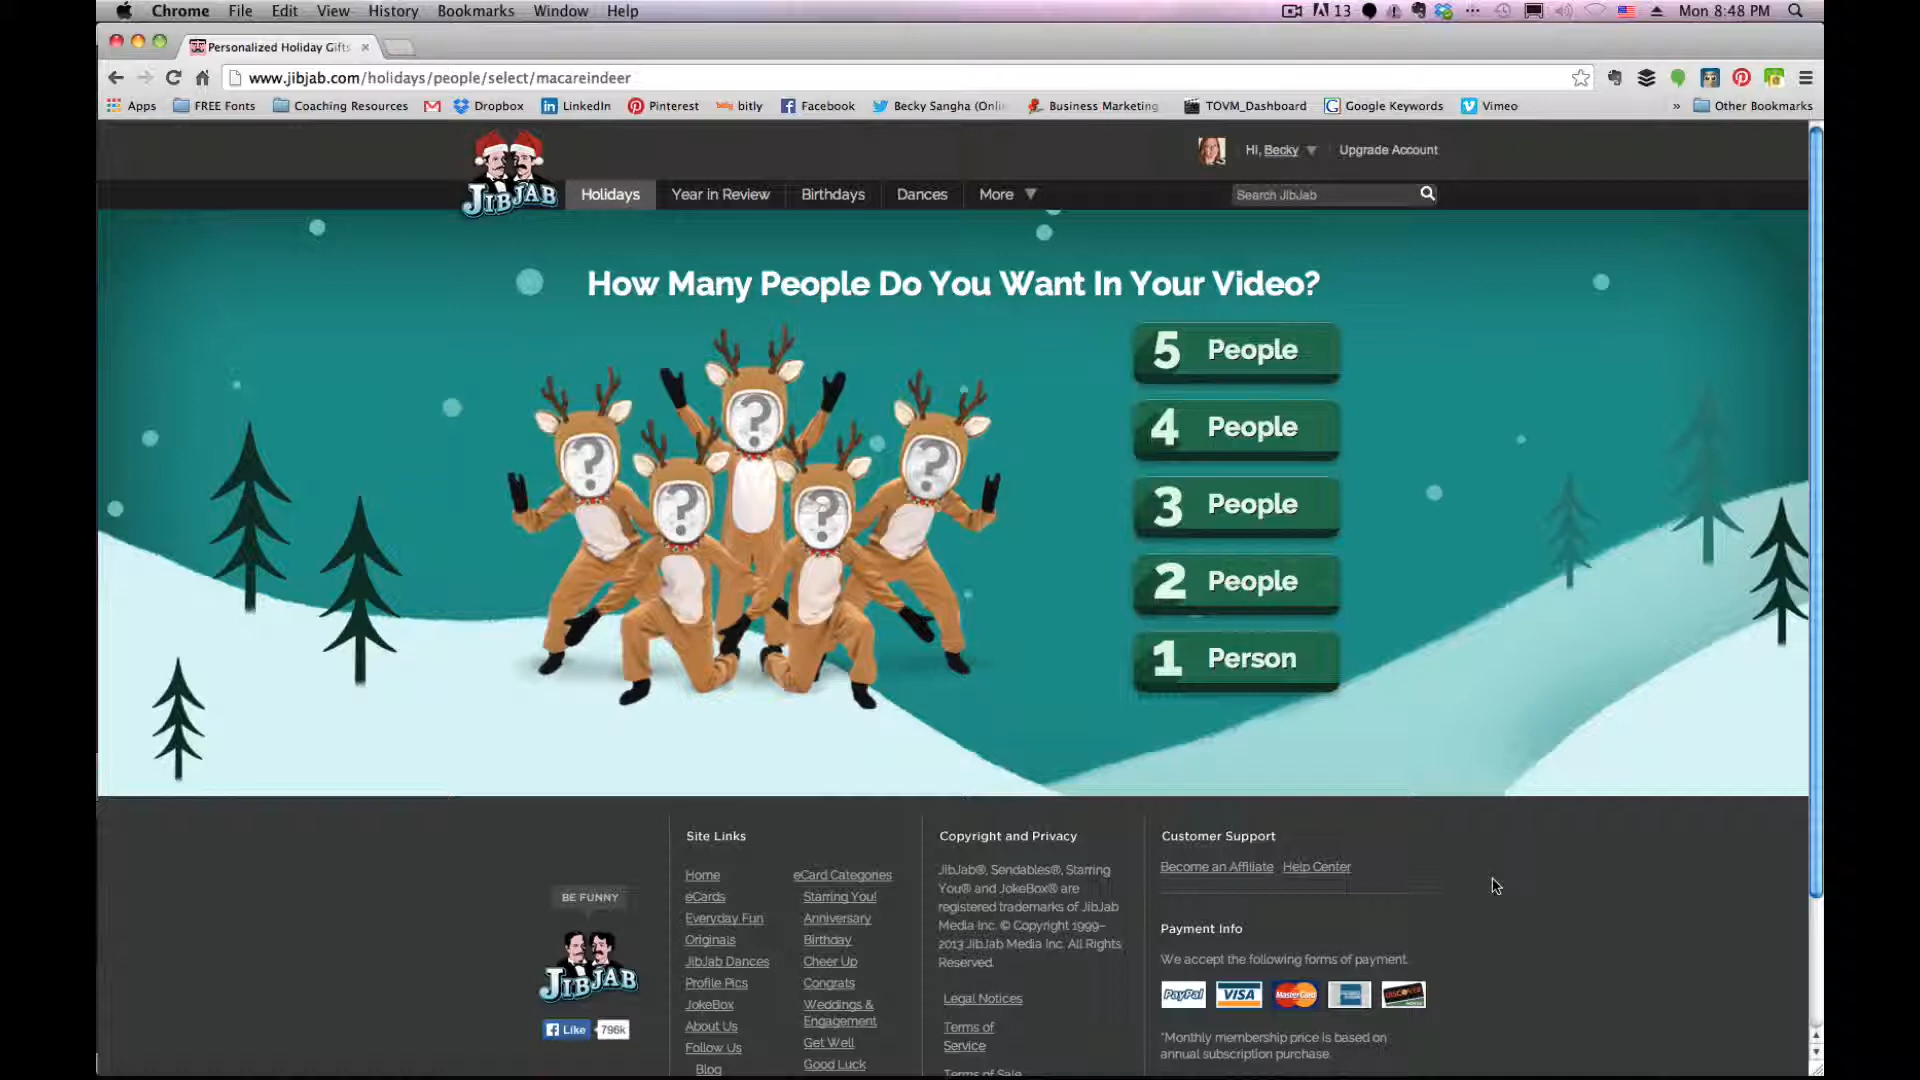 Chrome File Edit View History Bookmarks Window Help
13 Mon 8:48 PM
Personalized Holiday Gifts
www.jibjab.com/holidays/people/select/macareindeer
Apps FREE Fonts Coaching Resources Dropbox LinkedIn Pinterest bitly Facebook Becky Sangha (Onli Business Marketing TOVM_Dashboard Google Keywords Vimeo » Other Bookmarks
Hi, Becky Upgrade Account
JIBJAB
Holidays Year in Review Birthdays Dances More Search JibJab
How Many People Do You Want In Your Video?
5 People
4 People
3 People
2 People
1 Person
? ? ? ? ?
BE FUNNY
JIBJAB
Like 796k
Site Links
Home
eCards
Everyday Fun
Originals
JibJab Dances
Profile Pics
JokeBox
About Us
Follow Us
Blog
eCard Categories
Starring You!
Anniversary
Birthday
Cheer Up
Congrats
Weddings &
Engagement
Get Well
Good Luck
Copyright and Privacy
JibJab®, Sendables®, Starring
You® and JokeBox® are
registered trademarks of JibJab
Media Inc. © Copyright 1999-
2013 JibJab Media Inc. All Rights
Reserved.
Legal Notices
Terms of
Service
Terms of Sale
Customer Support
Become an Affiliate Help Center
Payment Info
We accept the following forms of payment.
PayPal VISA MasterCard DISCOVER
*Monthly membership price is based on
annual subscription purchase.